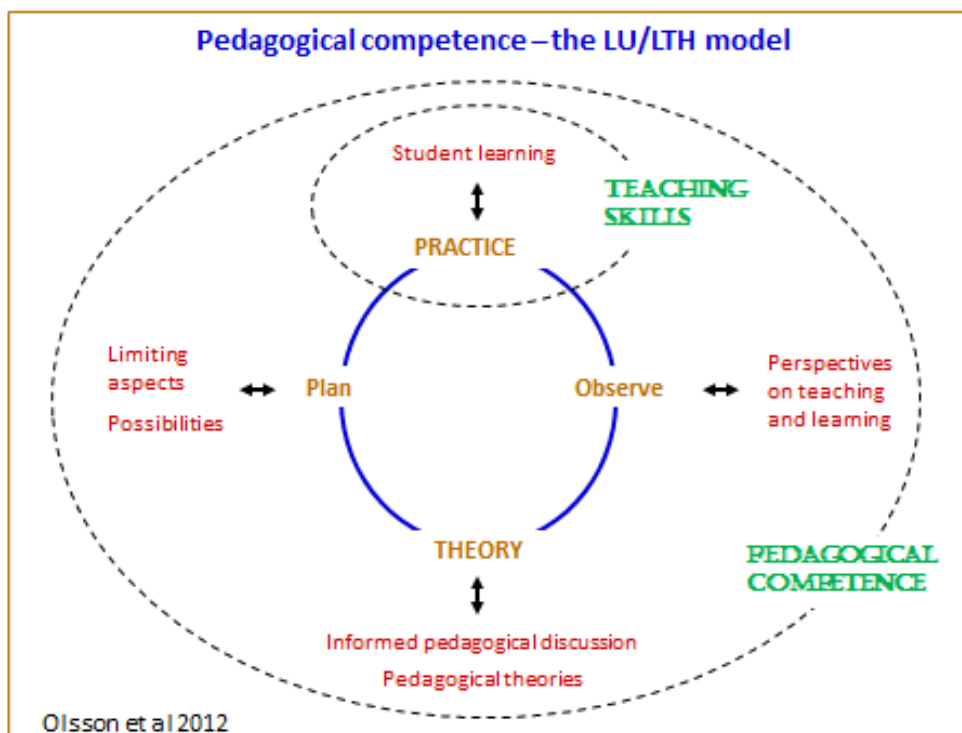 Pedagogical competence – the LU/LTH model
Student learning
TEACHING
SKILLS
PRACTICE
Limiting
aspects
Possibilities
Plan
Observe
Perspectives
on teaching
and learning
THEORY
PEDAGOGICAL
COMPETENCE
Informed pedagogical discussion
Pedagogical theories
Olsson et al 2012